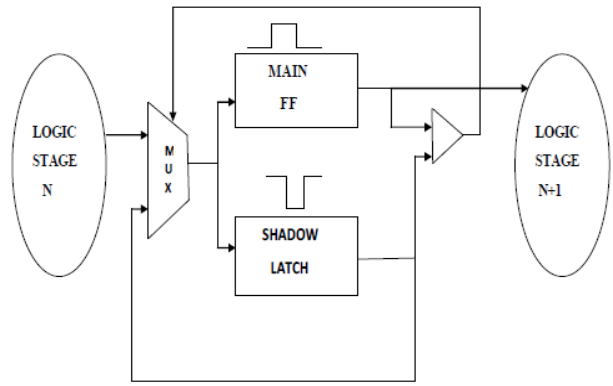 LOGIC
STAGE
N
M
U
X
MAIN
FF
SHADOW
LATCH
LOGIC
STAGE
N+1